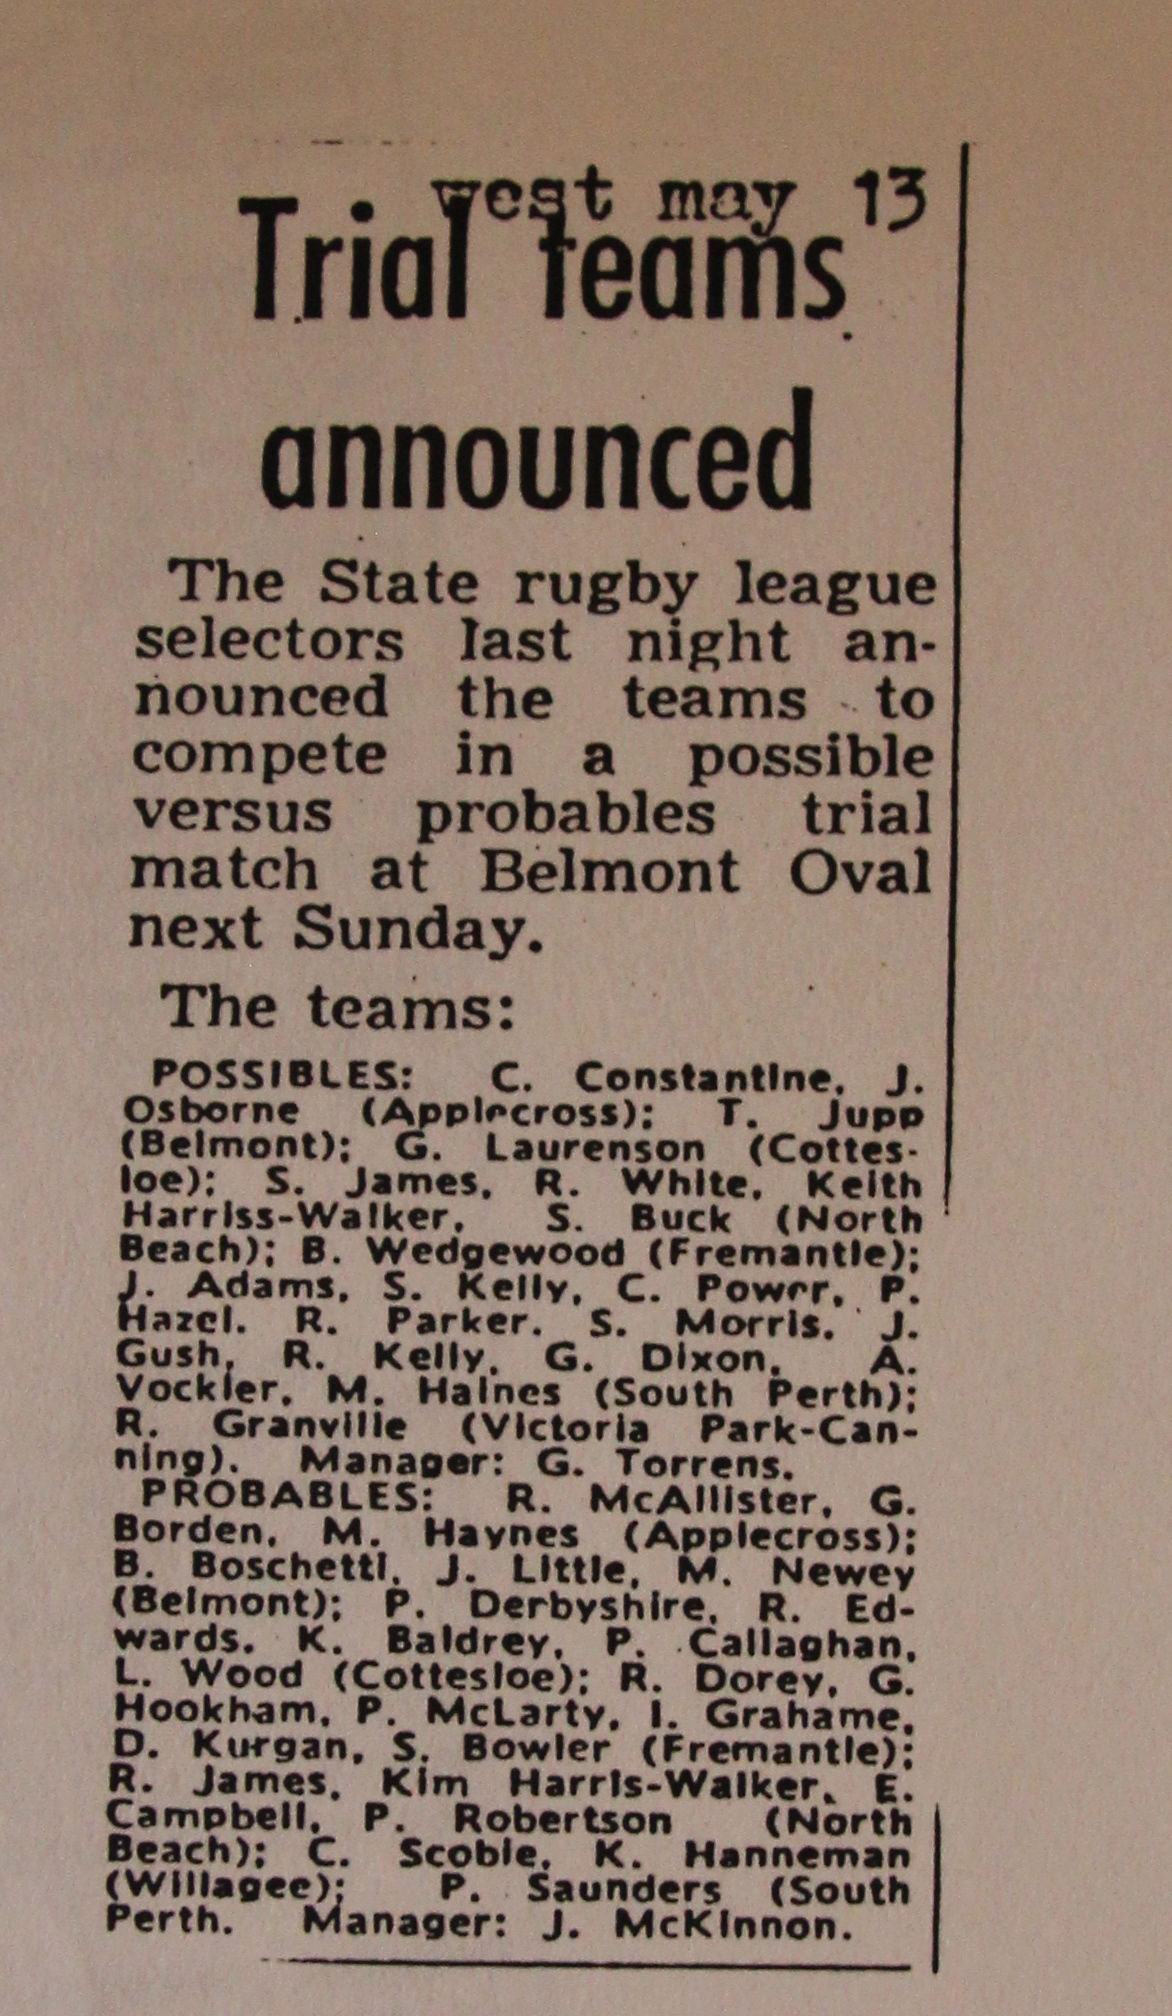 west may 13
Trial teams
announced
The State rugby league
selectors last night an-
nounced the teams to
compete in a possible
versus probables trial
match at Belmont Oval
next Sunday.
The teams:
POSSIBLES: C. Constantine, J.
Osborne (Applecross); T. Jupp
(Belmont); G. Laurenson (Cottes-
loe); S. James, R. White, Keith
Harriss-Walker, S. Buck (North
Beach); B. Wedgewood (Fremantle);
J. Adams, S. Kelly, C. Power, P.
Hazel, R. Parker, S. Morris, J.
Gush, R. Kelly, G. Dixon, A.
Vockler, M. Haines (South Perth);
R. Granville (Victoria Park-Can-
ning). Manager: G. Torrens.
PROBABLES: R. McAllister, G.
Borden, M. Haynes (Applecross);
B. Boschetti, J. Little, M. Newey
(Belmont); P. Derbyshire, R. Ed-
wards, K. Baldrey, P. Callaghan,
L. Wood (Cottesloe); R. Dorey, G.
Hookham, P. McLarty, I. Grahame,
D. Kurgan, S. Bowler (Fremantle);
R. James, Kim Harris-Walker, E.
Campbell, P. Robertson (North
Beach); C. Scobie, K. Hanneman
(Willagee); P. Saunders (South
Perth. Manager: J. McKinnon.